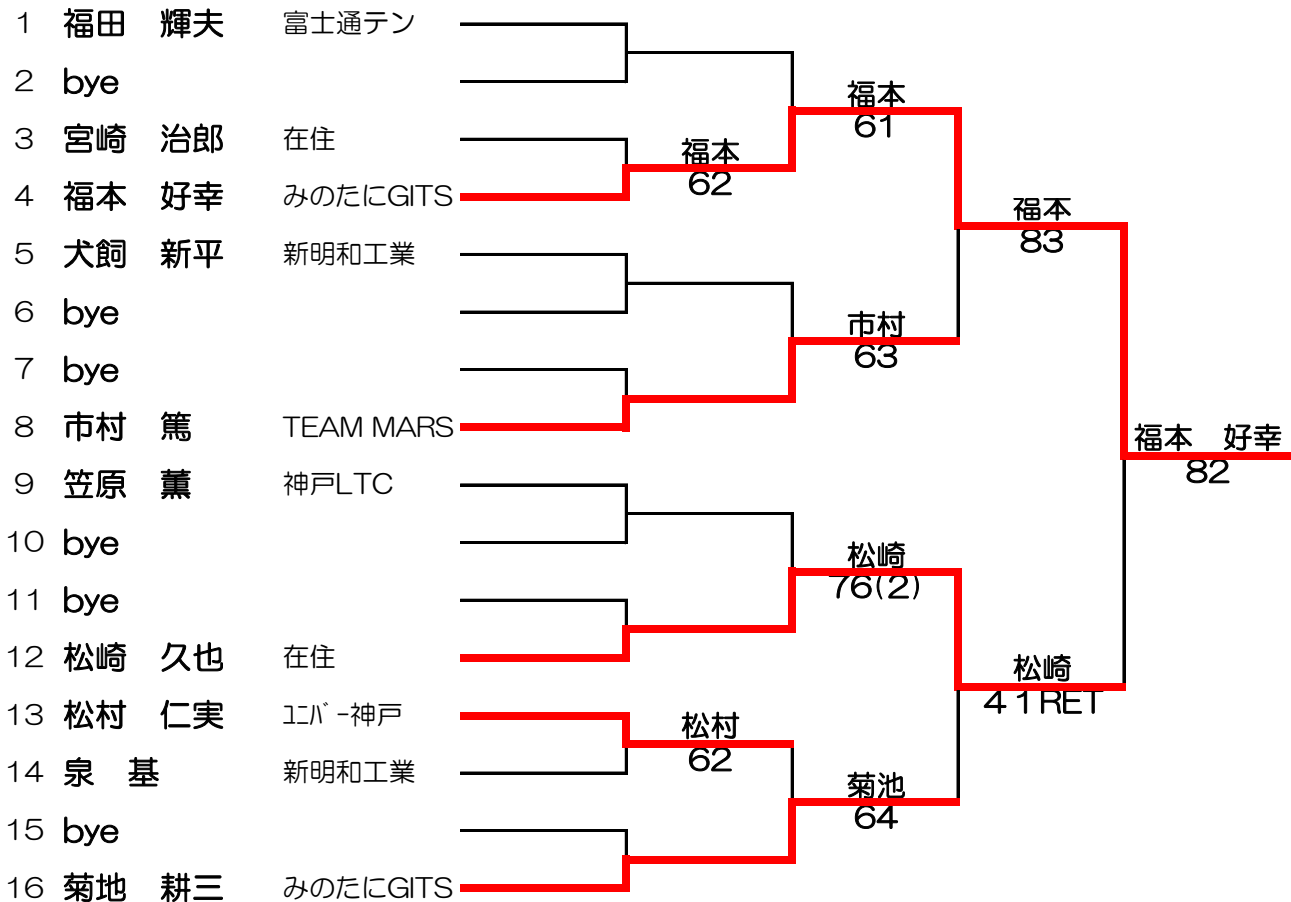 1 福田 輝夫 富士通テン
2 bye
3 宮崎 治郎 在住
4 福本 好幸 みのたにGITS
5 犬飼 新平 新明和工業
6 bye
7 bye
8 市村 篤 TEAM MARS
9 笠原 薫 神戸LTC
10 bye
11 bye
12 松崎 久也 在住
13 松村 仁実 ﾕﾆﾊﾞｰ神戸
14 泉 基 新明和工業
15 bye
16 菊地 耕三 みのたにGITS
福本
62
松村
62
福本
61
市村
63
松崎
76(2)
菊池
64
福本
83
松崎
4 1RET
福本 好幸
82